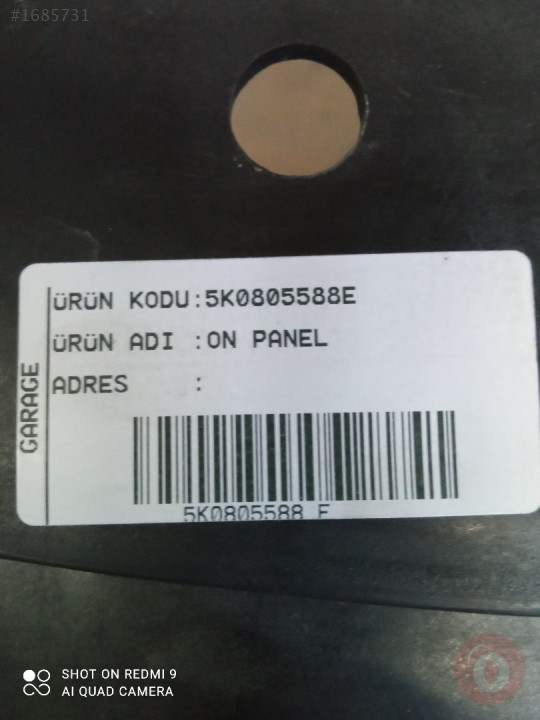 #1685731
ÜRÜN KODU:5K0805588E
ÜRÜN ADI :ON PANEL
ADRES :
GARAGE
5K0805588 E
SHOT ON REDMI 9
AI QUAD CAMERA